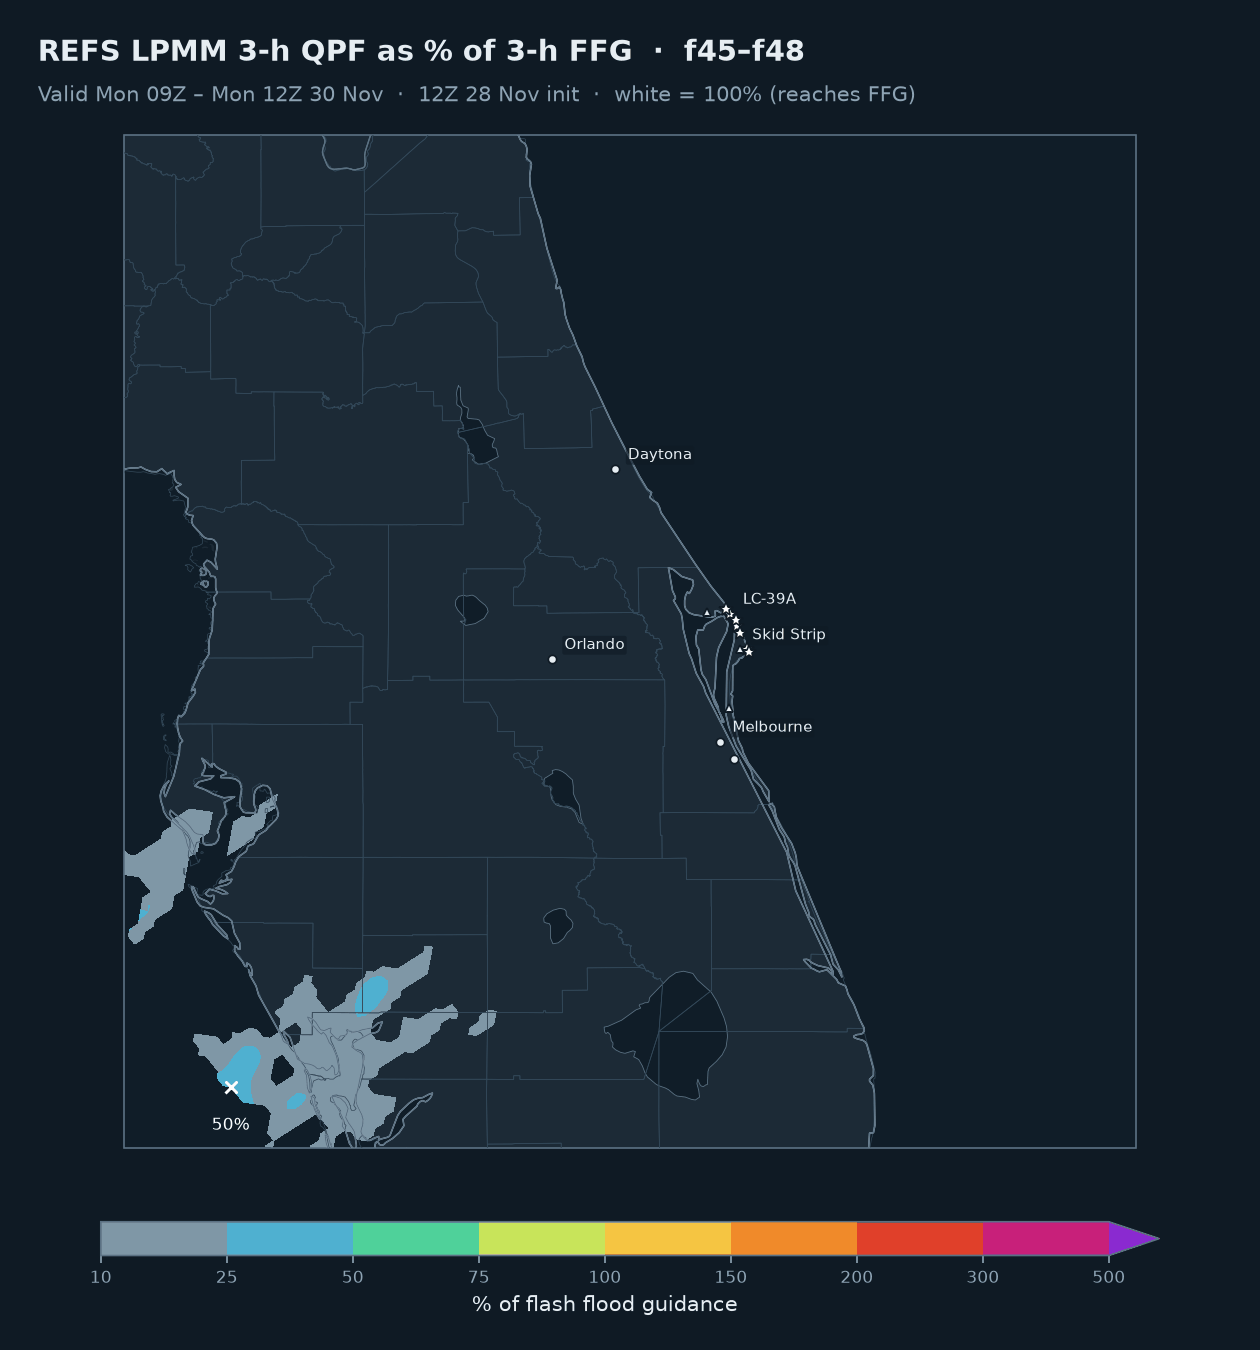 REFS LPMM 3-h QPF as % of 3-h FFG · f45–f48
Valid Mon 09Z – Mon 12Z 30 Nov · 12Z 28 Nov init · white = 100% (reaches FFG)
Daytona
LC-39A
Skid Strip
Orlando
Melbourne
50%
10 25 50 75 100 150 200 300 500
% of flash flood guidance